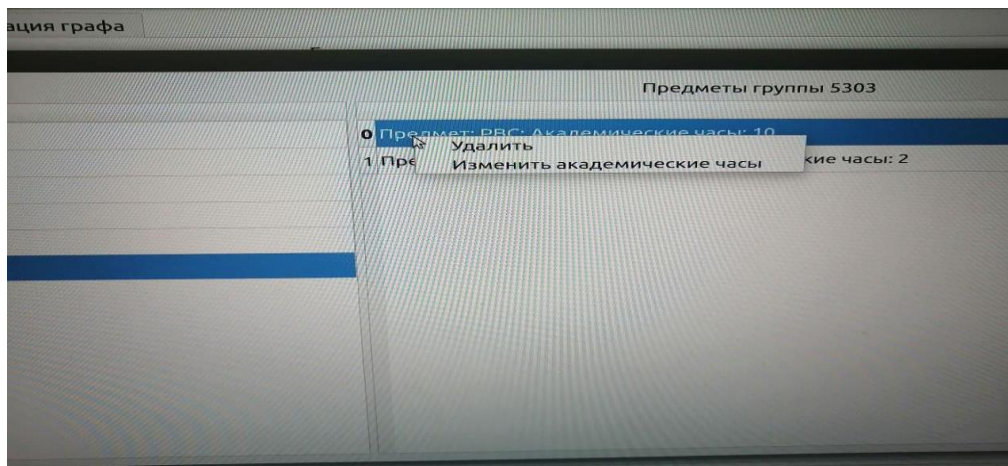 ация графа
Предметы группы 5303
0 Предмет: РВС; Академические часы: 10
Удалить
1 Пре
Изменить академические часы
кие часы: 2